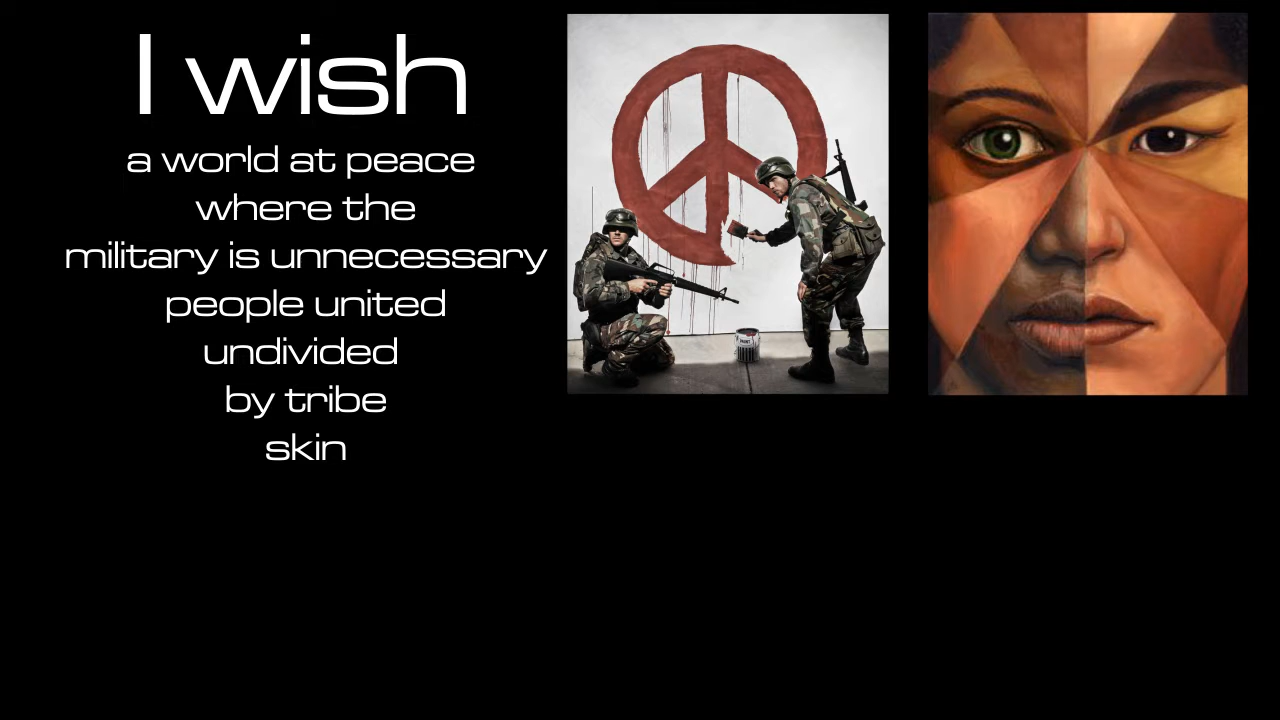 I wish
a world at peace
where the
military is unnecessary
people united
undivided
by tribe
skin